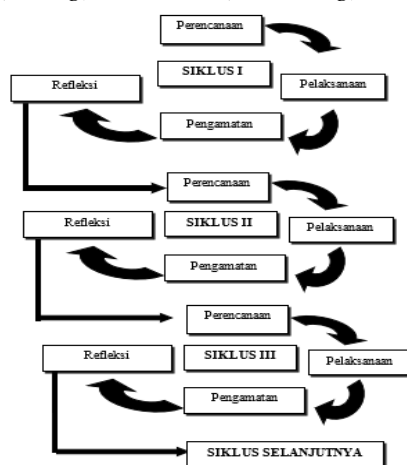 Perencanaan
SIKLUS I
Refleksi
Pelaksanaan
Pengamatan
Perencanaan
Refleksi
SIKLUS II
Pelaksanaan
Pengamatan
Perencanaan
Refleksi
SIKLUS III
Pelaksanaan
Pengamatan
SIKLUS SELANJUTNYA